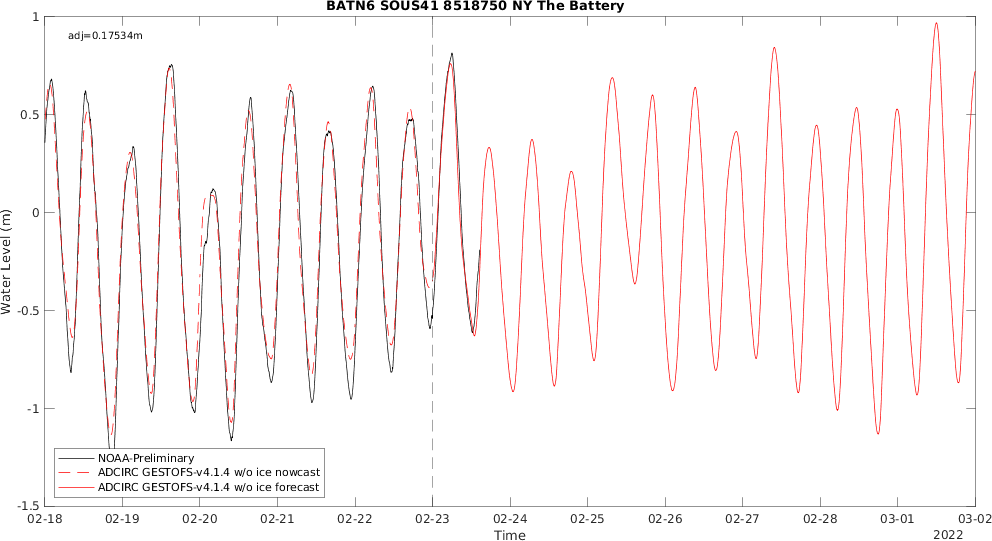 BATN6 SOUS41 8518750 NY The Battery
adj=0.17534m
1
0.5
0
-0.5
-1
-1.5
Water Level (m)
NOAA-Preliminary
ADCIRC GESTOFS-v4.1.4 w/o ice nowcast
ADCIRC GESTOFS-v4.1.4 w/o ice forecast
02-18 02-19 02-20 02-21 02-22 02-23 02-24 02-25 02-26 02-27 02-28 03-01 03-02
Time
2022